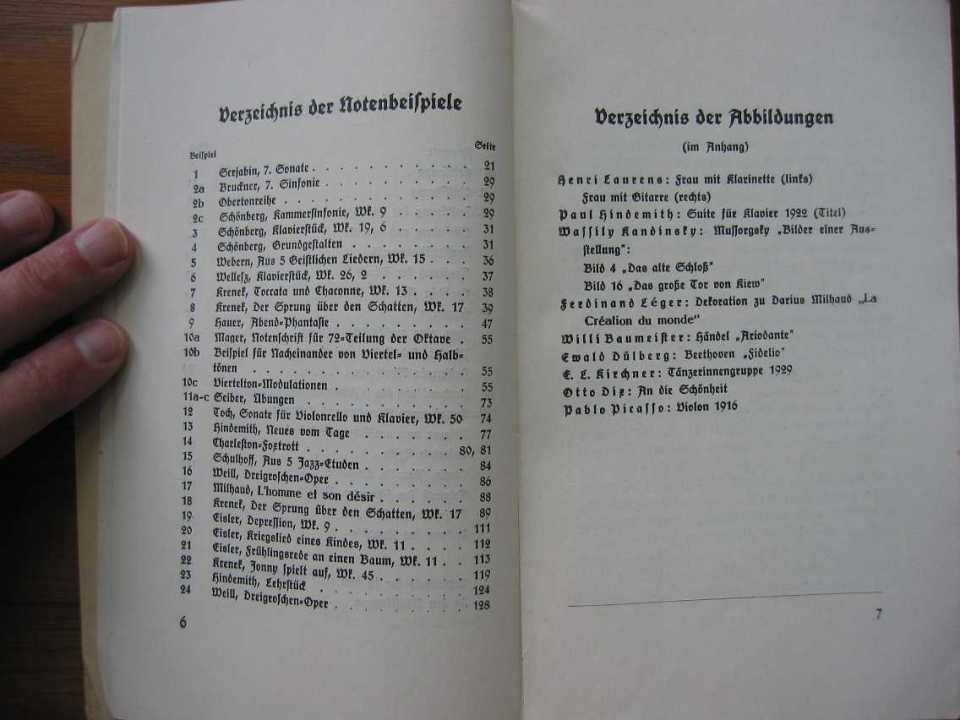 Verzeichnis der Notenbeispiele
Beispiel Seite
1 Scrjabin, 7. Sonate . . . . . . . . . 21
2a Bruckner, 7. Sinfonie . . . . . . . . . 29
2b Obertonreihe . . . . . . . . . 29
2c Schönberg, Kammersinfonie, Wk. 9 . . . . . . 29
3 Schönberg, Klavierstück, Wk. 19, 6 . . . . . . 31
4 Schönberg, Grundgestalten . . . . . . . . 31
5 Webern, Aus 5 Geistlichen Liedern, Wk. 15 . . . 36
6 Wellesz, Klavierstück, Wk. 26, 2 . . . . . . 37
7 Krenek, Toccata und Chaconne, Wk. 13 . . . . 38
8 Krenek, Der Sprung über den Schatten, Wk. 17 39
9 Hauer, Abend-Phantasie . . . . . . . . 47
10a Mager, Notenschrift für 72-Teilung der Oktave . 55
10b Beispiel für Nacheinander von Viertel- und Halb-
tönen . . . . . . . . . . . 55
10c Viertelton-Modulationen . . . . . . . . 55
11a-c Seiber, Übungen . . . . . . . . . 73
12 Toch, Sonate für Violoncello und Klavier, Wk. 50 74
13 Hindemith, Neues vom Tage . . . . . . . 77
14 Charleston-Foxtrott . . . . . . . . . 80, 81
15 Schulhoff, Aus 5 Jazz-Etuden . . . . . . . 84
16 Weill, Dreigroschen-Oper . . . . . . . . 86
17 Milhaud, L'homme et son désir . . . . . . . 88
18 Krenek, Der Sprung über den Schatten, Wk. 17 89
19 Eisler, Depression, Wk. 9 . . . . . . . . 111
20 Eisler, Kriegslied eines Kindes, Wk. 11 . . . . 112
21 Eisler, Frühlingsrede an einen Baum, Wk. 11 . . 113
22 Krenek, Jonny spielt auf, Wk. 45 . . . . . . 119
23 Hindemith, Lehrstück . . . . . . . . . 124
24 Weill, Dreigroschen-Oper . . . . . . . . 128
6
Verzeichnis der Abbildungen
(im Anhang)
Henri Laurens: Frau mit Klarinette (links)
Frau mit Gitarre (rechts)
Paul Hindemith: Suite für Klavier 1922 (Titel)
Wassily Kandinsky: Mussorgsky „Bilder einer Aus-
stellung":
Bild 4 „Das alte Schloß"
Bild 16 „Das große Tor von Kiew"
Ferdinand Léger: Dekoration zu Darius Milhaud „La
Création du monde"
Willi Baumeister: Händel „Ariodante"
Ewald Dülberg: Beethoven „Fidelio"
E. L. Kirchner: Tänzerinnengruppe 1929
Otto Dix: An die Schönheit
Pablo Picasso: Violon 1916
7